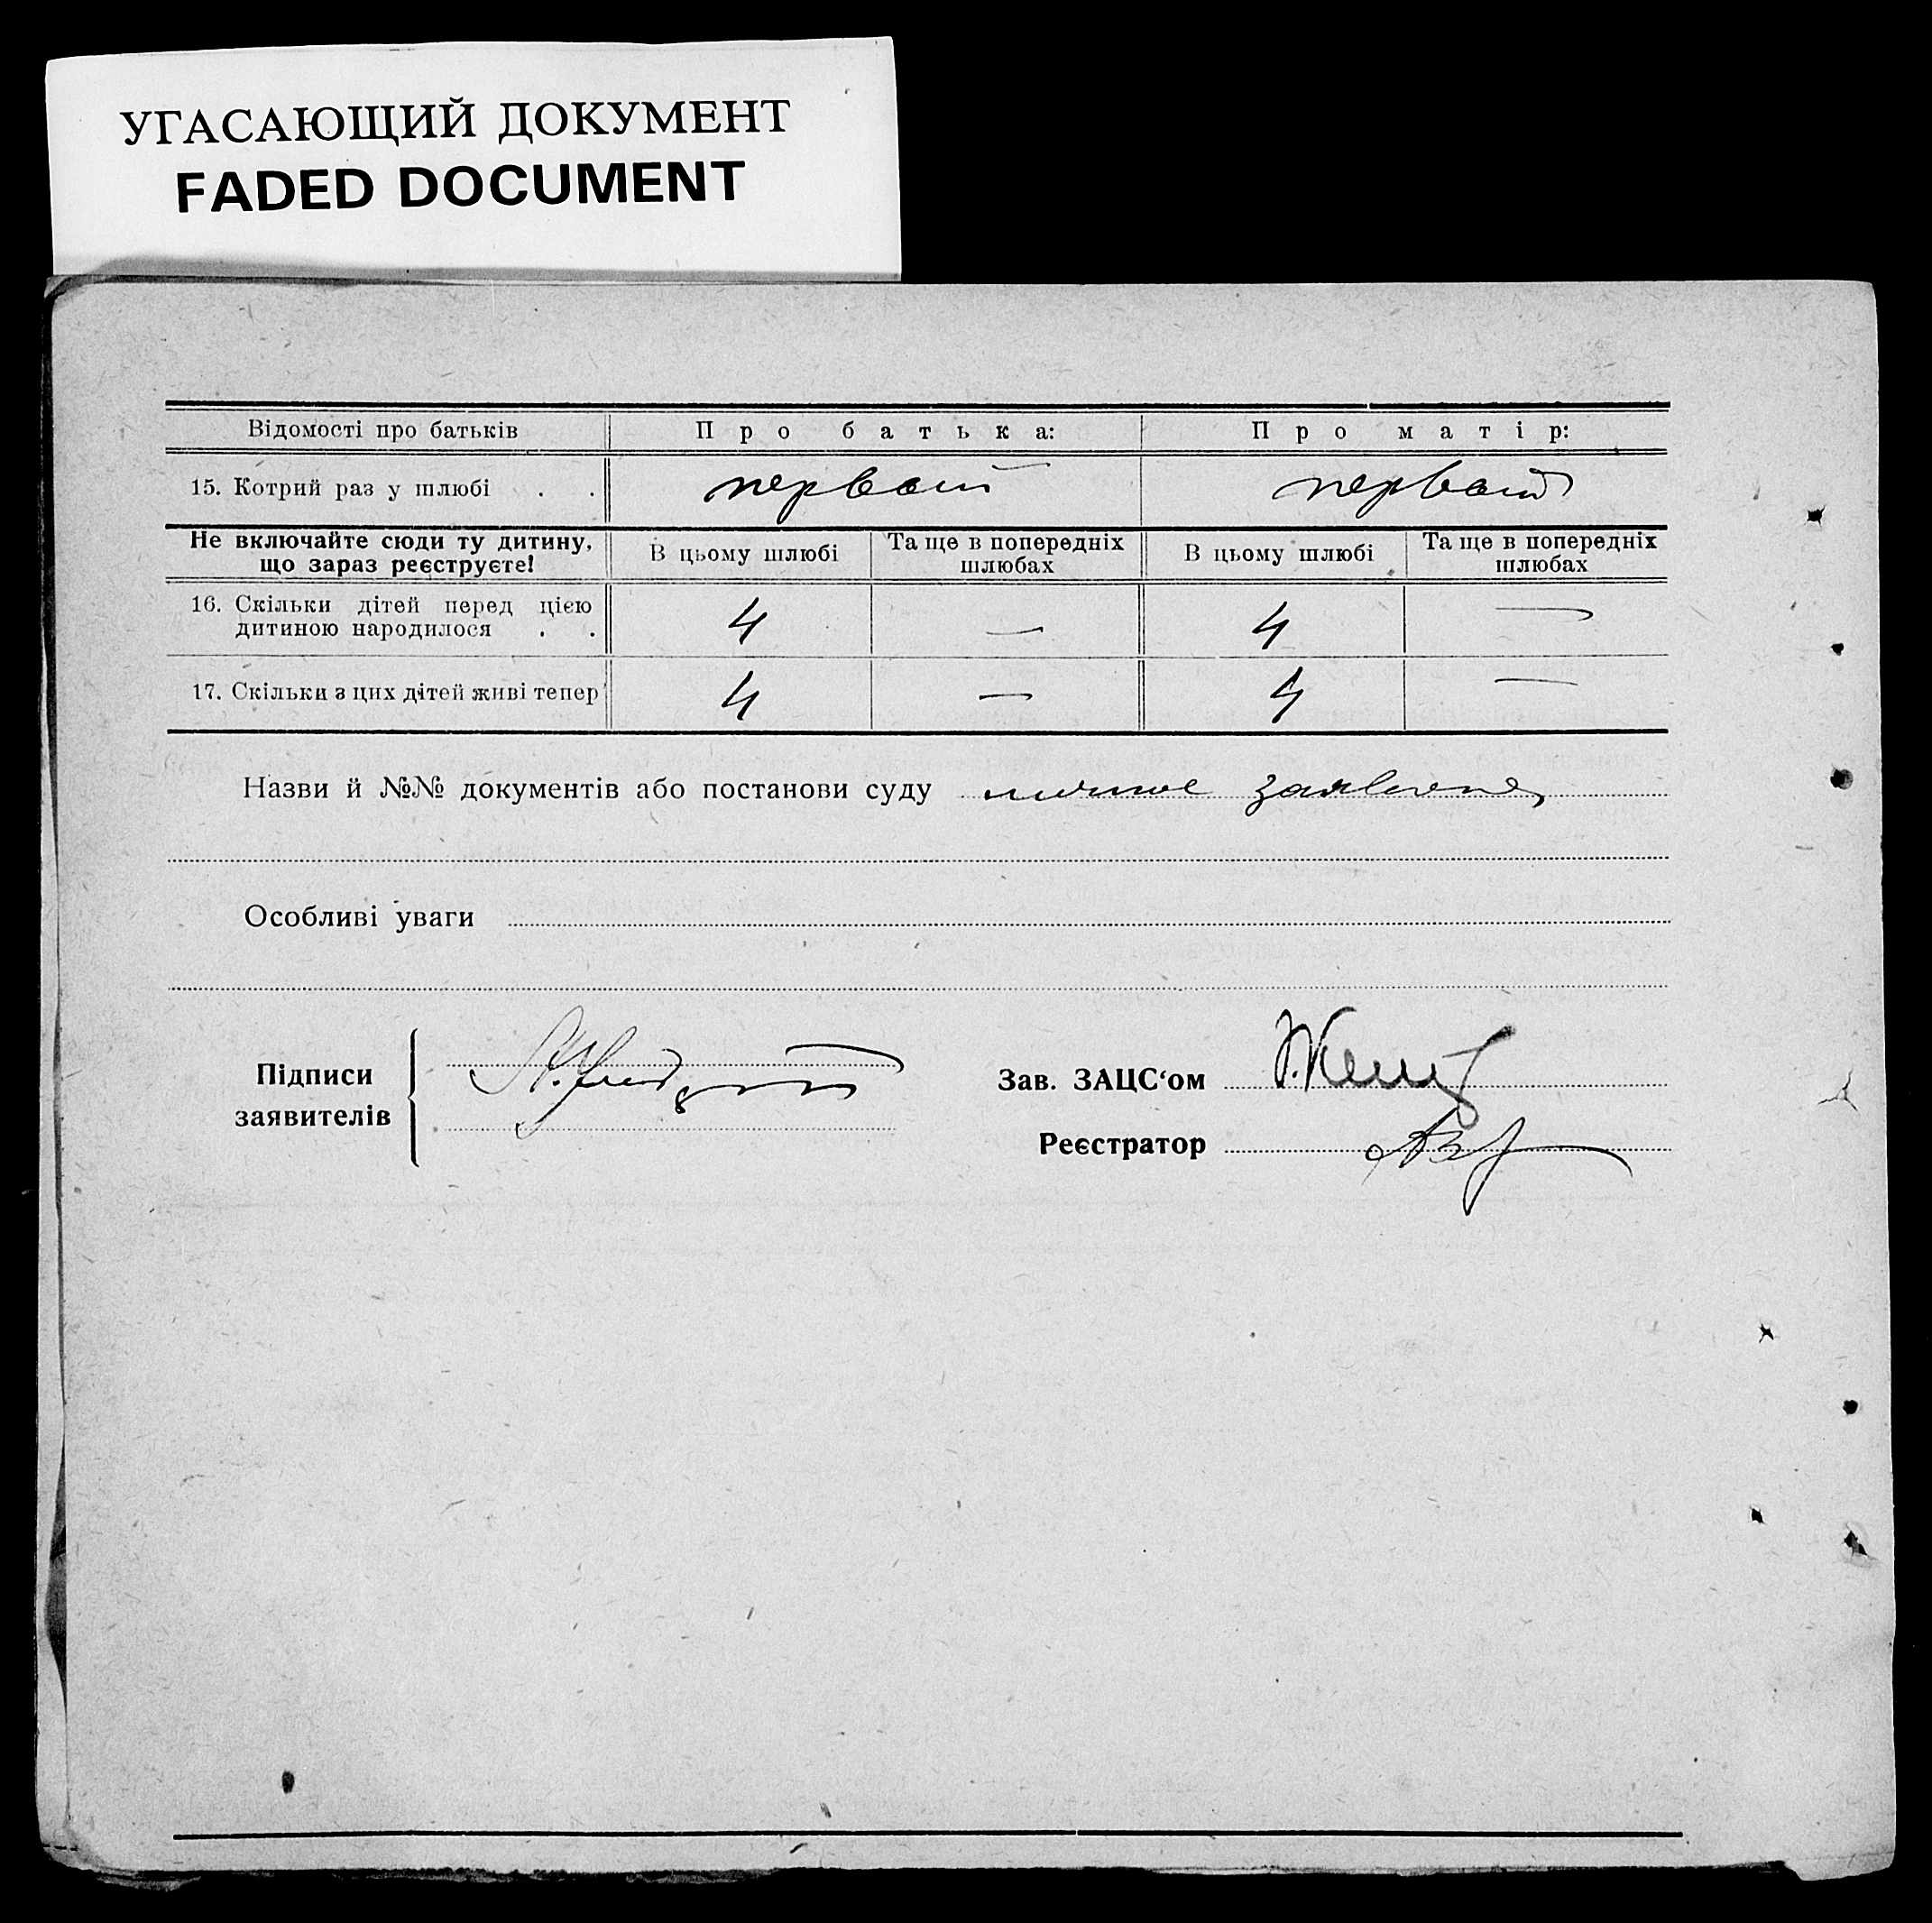 УГАСАЮЩИЙ ДОКУМЕНТ
FADED DOCUMENT
Відомості про батьків Про батька: Про матір:
15. Котрий раз у шлюбі . . первый первый
Не включайте сюди ту дитину, що зараз реєструєте! В цьому шлюбі Та ще в попередніх шлюбах В цьому шлюбі Та ще в попередніх шлюбах
16. Скільки дітей перед цією
дитиною народилося . . 4 — 4 —
17. Скільки з цих дітей живі тепер 4 — 4 —
Назви й №№ документів або постанови суду личное заявление
Особливі уваги
Підписи
заявителів
Зав. ЗАЦС‘ом
Реєстратор